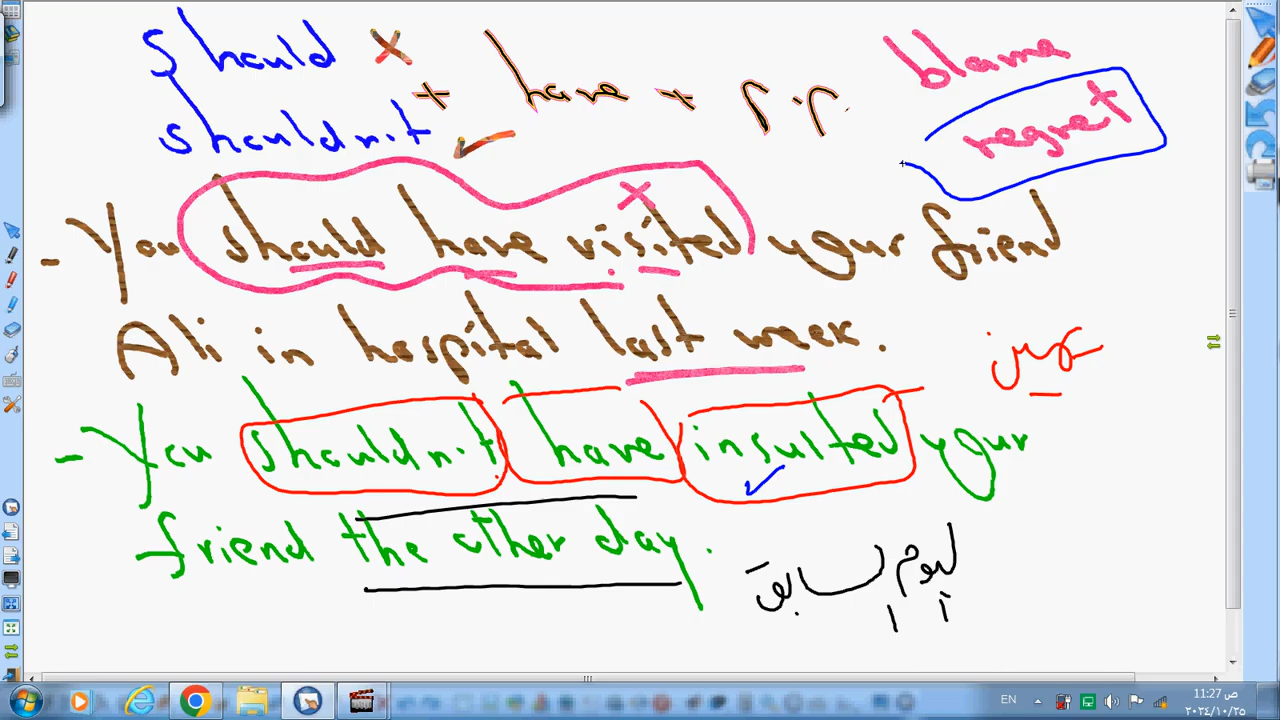 should ×
+ have + P.P.
shouldn't ✓
blame
regret
- You should have visited your friend
Ali in hospital last week.
- You shouldn't have insulted your
friend the other day.
اليوم السابق
EN
11:27 ص
٢٠٢٤/١٠/٢٥